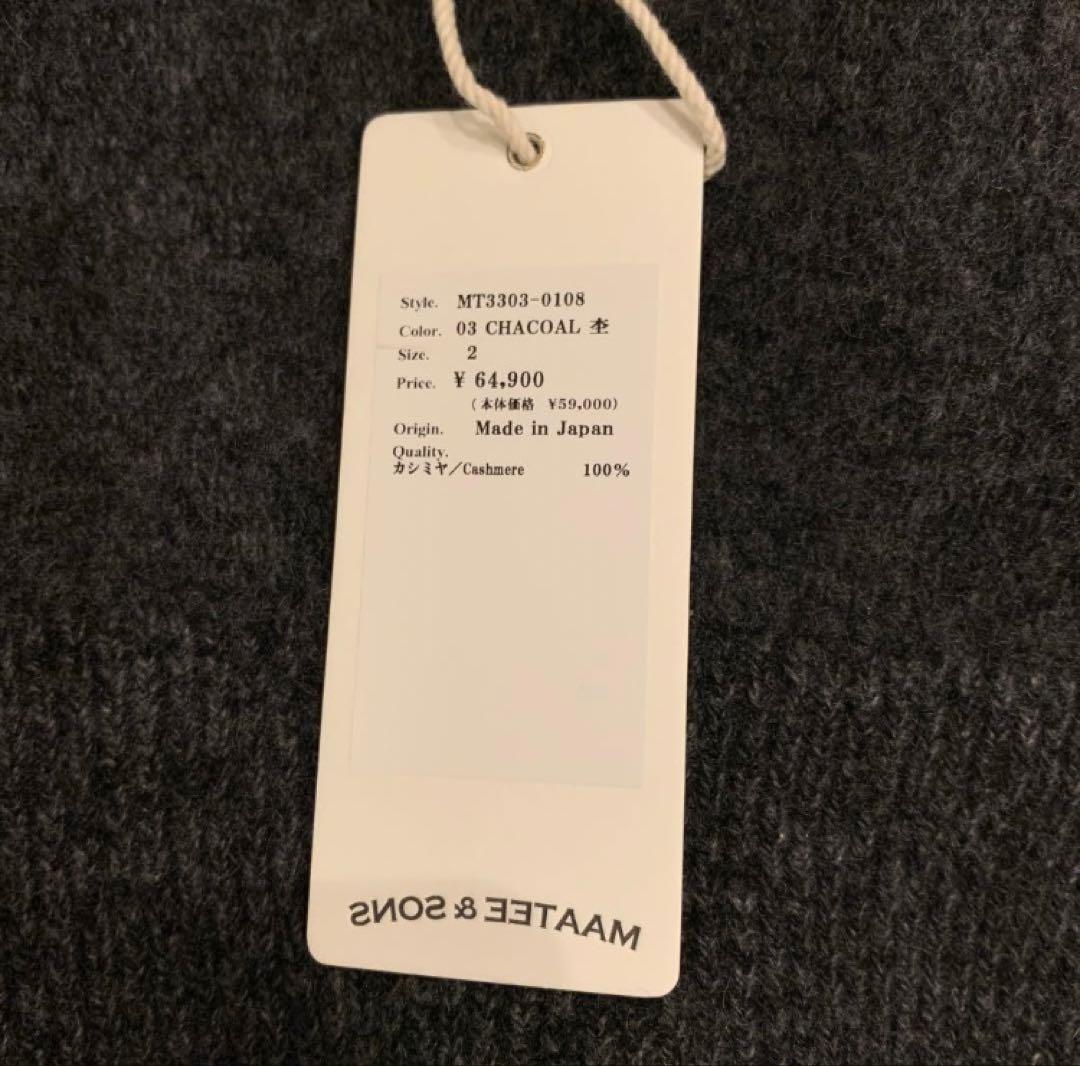 Style. MT3303-0108
Color. 03 CHACOAL 杢
Size. 2
Price. ¥ 64,900
(本体価格 ¥59,000)
Origin. Made in Japan
Quality.
カシミヤ/Cashmere 100%
MAATEE & SONS